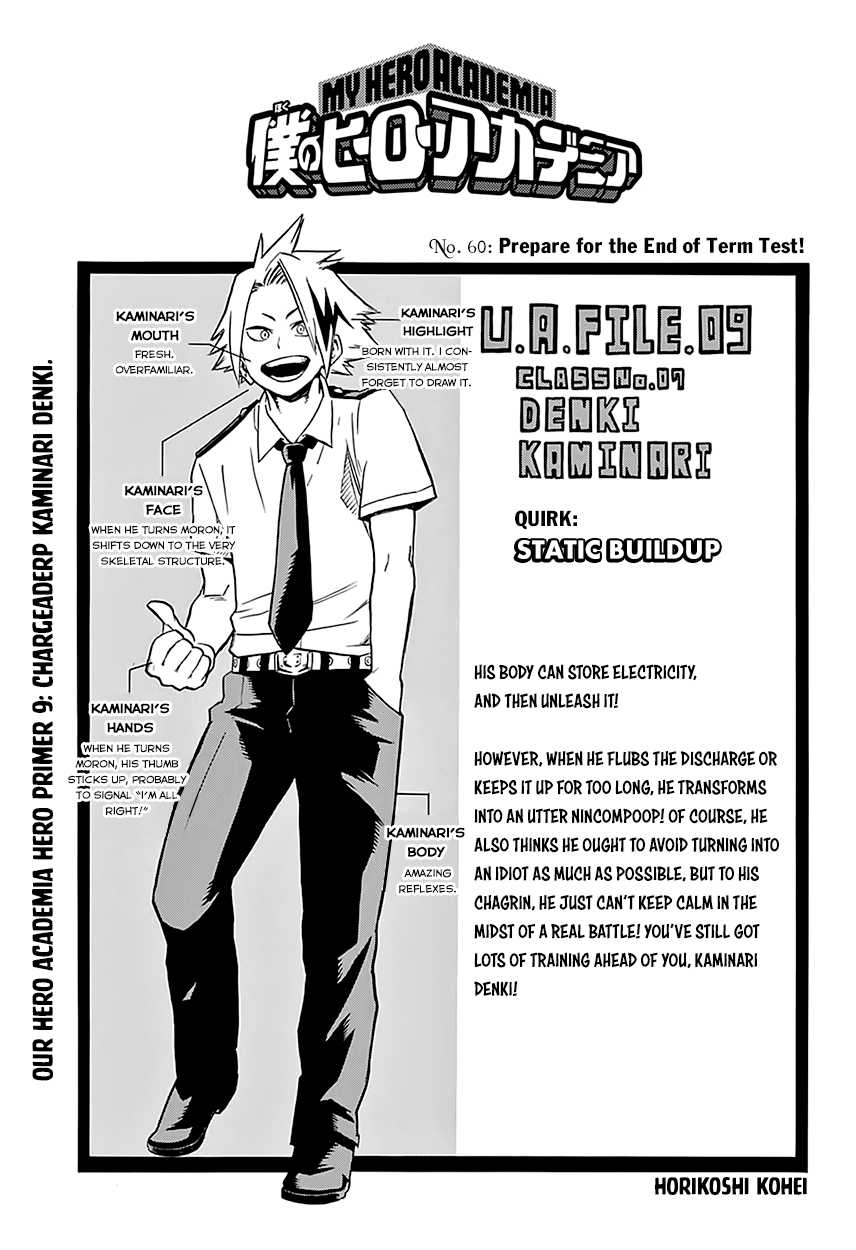 MY HERO ACADEMIA
ぼく
僕のヒーローアカデミア
No. 60: Prepare for the End of Term Test!
KAMINARI'S
MOUTH
FRESH.
OVERFAMILIAR.
KAMINARI'S
HIGHLIGHT
BORN WITH IT. I CON-
SISTENTLY ALMOST
FORGET TO DRAW IT.
U.A.FILE.09
CLASS No.07
DENKI
KAMINARI
KAMINARI'S
FACE
WHEN HE TURNS MORON, IT
SHIFTS DOWN TO THE VERY
SKELETAL STRUCTURE.
QUIRK:
STATIC BUILDUP
KAMINARI'S
HANDS
WHEN HE TURNS
MORON, HIS THUMB
STICKS UP, PROBABLY
TO SIGNAL "I'M ALL
RIGHT!"
KAMINARI'S
BODY
AMAZING
REFLEXES.
HIS BODY CAN STORE ELECTRICITY,
AND THEN UNLEASH IT!
HOWEVER, WHEN HE FLUBS THE DISCHARGE OR
KEEPS IT UP FOR TOO LONG, HE TRANSFORMS
INTO AN UTTER NINCOMPOOP! OF COURSE, HE
ALSO THINKS HE OUGHT TO AVOID TURNING INTO
AN IDIOT AS MUCH AS POSSIBLE, BUT TO HIS
CHAGRIN, HE JUST CAN'T KEEP CALM IN THE
MIDST OF A REAL BATTLE! YOU'VE STILL GOT
LOTS OF TRAINING AHEAD OF YOU, KAMINARI
DENKI!
OUR HERO ACADEMIA HERO PRIMER 9: CHARGEADERP KAMINARI DENKI.
HORIKOSHI KOHEI